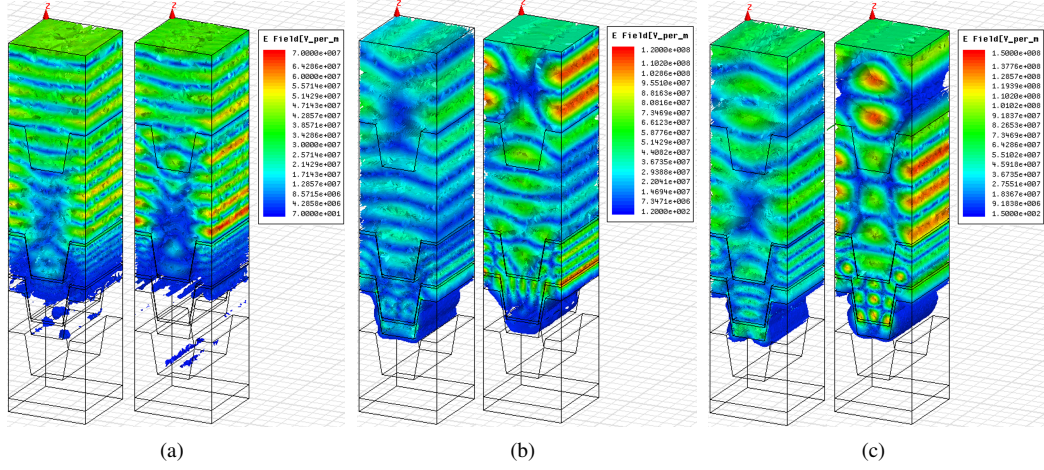 Z
Z
E Field[V_per_m
7.0000e+007
6.4286e+007
6.0000e+007
5.5714e+007
5.1429e+007
4.7143e+007
4.2857e+007
3.8571e+007
3.4286e+007
3.0000e+007
2.5714e+007
2.1429e+007
1.7143e+007
1.2857e+007
8.5715e+006
4.2858e+006
7.0000e+001
(a)
Z
E Field[V_per_m
1.2000e+008
1.1020e+008
1.0286e+008
9.5510e+007
8.8163e+007
8.0816e+007
7.3469e+007
6.6123e+007
5.8776e+007
5.1429e+007
4.4082e+007
3.6735e+007
2.9388e+007
2.2041e+007
1.4694e+007
7.3471e+006
1.2000e+002
(b)
Z
Z
E Field[V_per_m
1.5000e+008
1.3776e+008
1.2857e+008
1.1939e+008
1.1020e+008
1.0102e+008
9.1837e+007
8.2653e+007
7.3469e+007
6.4286e+007
5.5102e+007
4.5918e+007
3.6735e+007
2.7551e+007
1.8367e+007
9.1838e+006
1.5000e+002
(c)